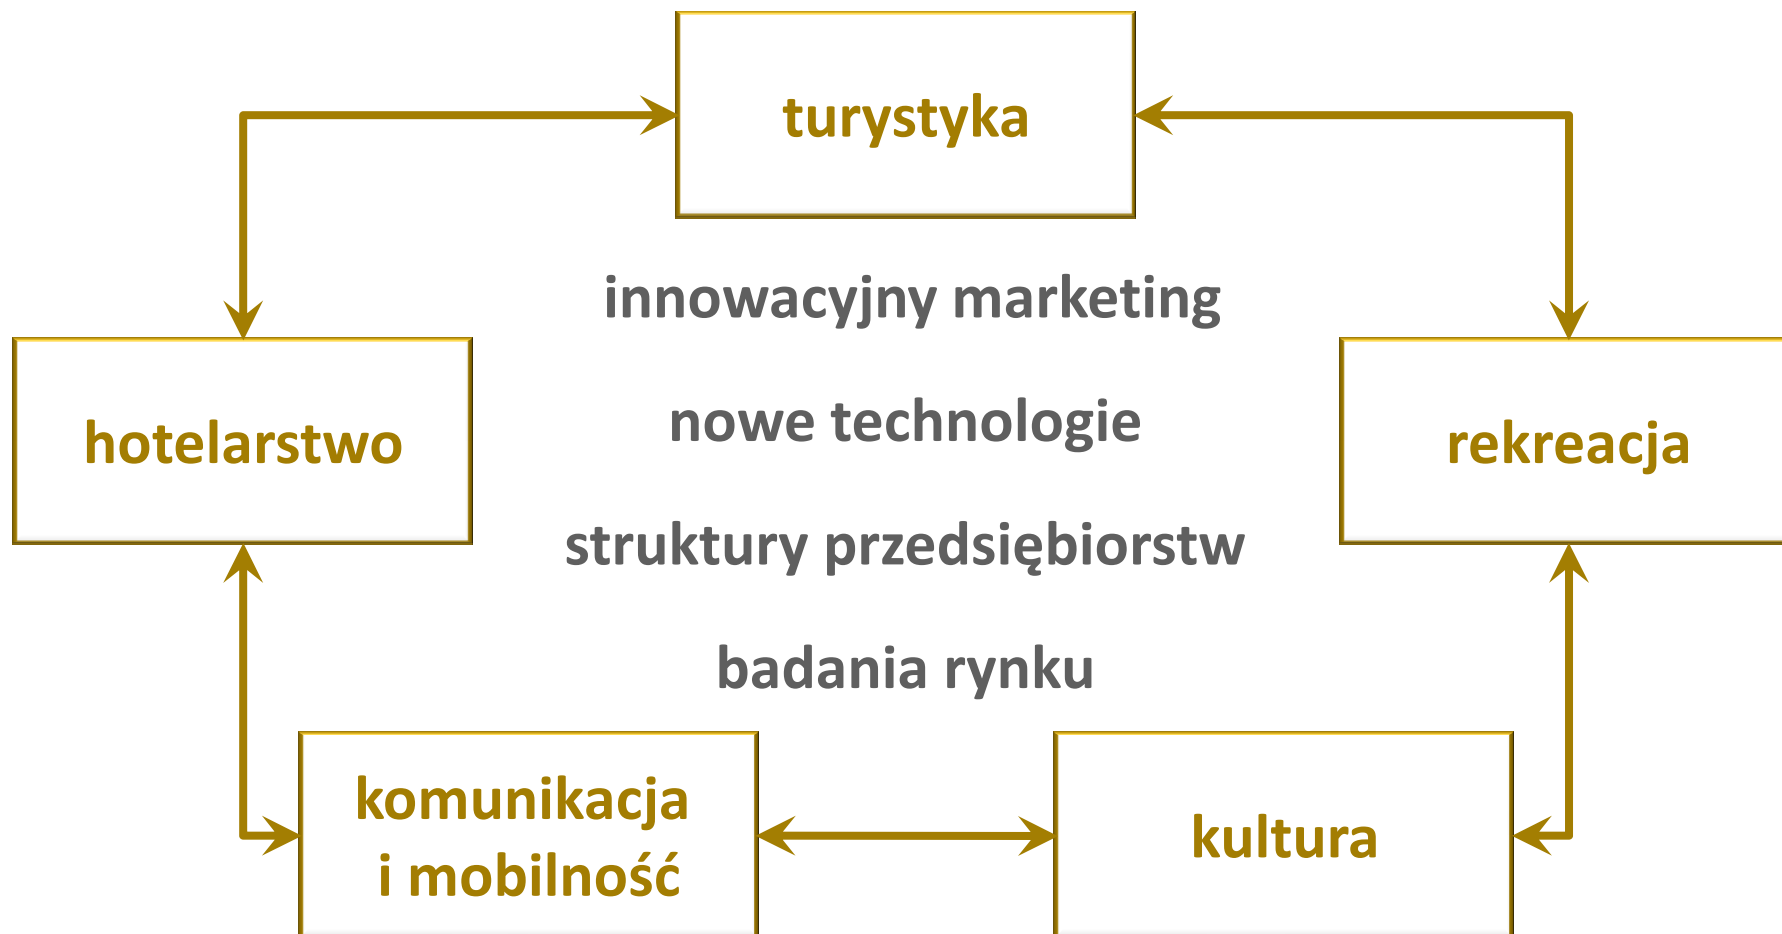 turystyka
innowacyjny marketing
nowe technologie
hotelarstwo
rekreacja
struktury przedsiębiorstw
badania rynku
komunikacja
i mobilność
kultura